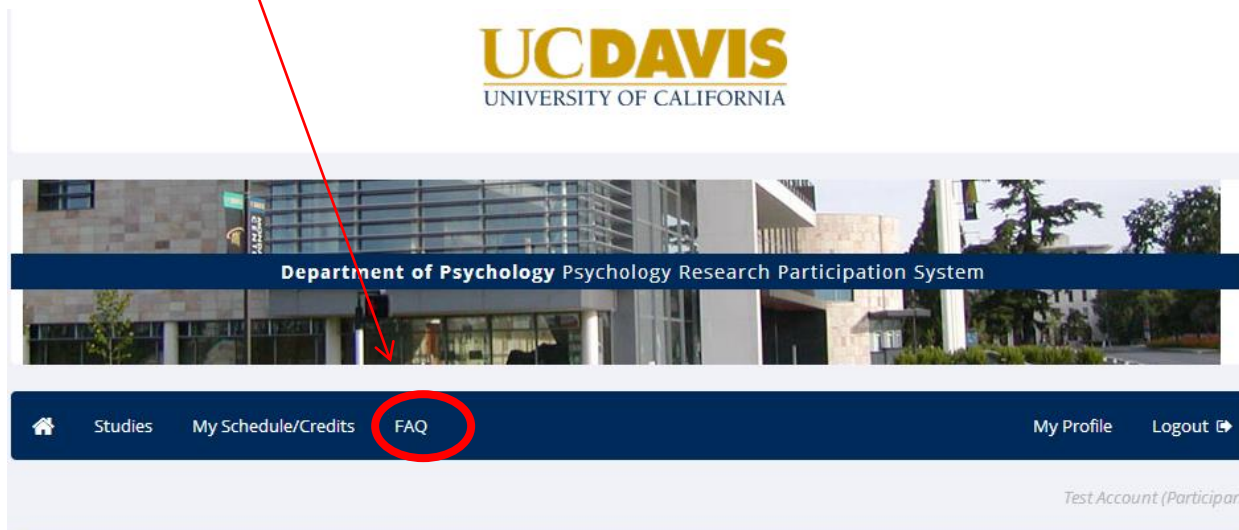 UCDAVIS
UNIVERSITY OF CALIFORNIA
Department of Psychology Psychology Research Participation System
Studies My Schedule/Credits FAQ My Profile Logout
Test Account (Participan